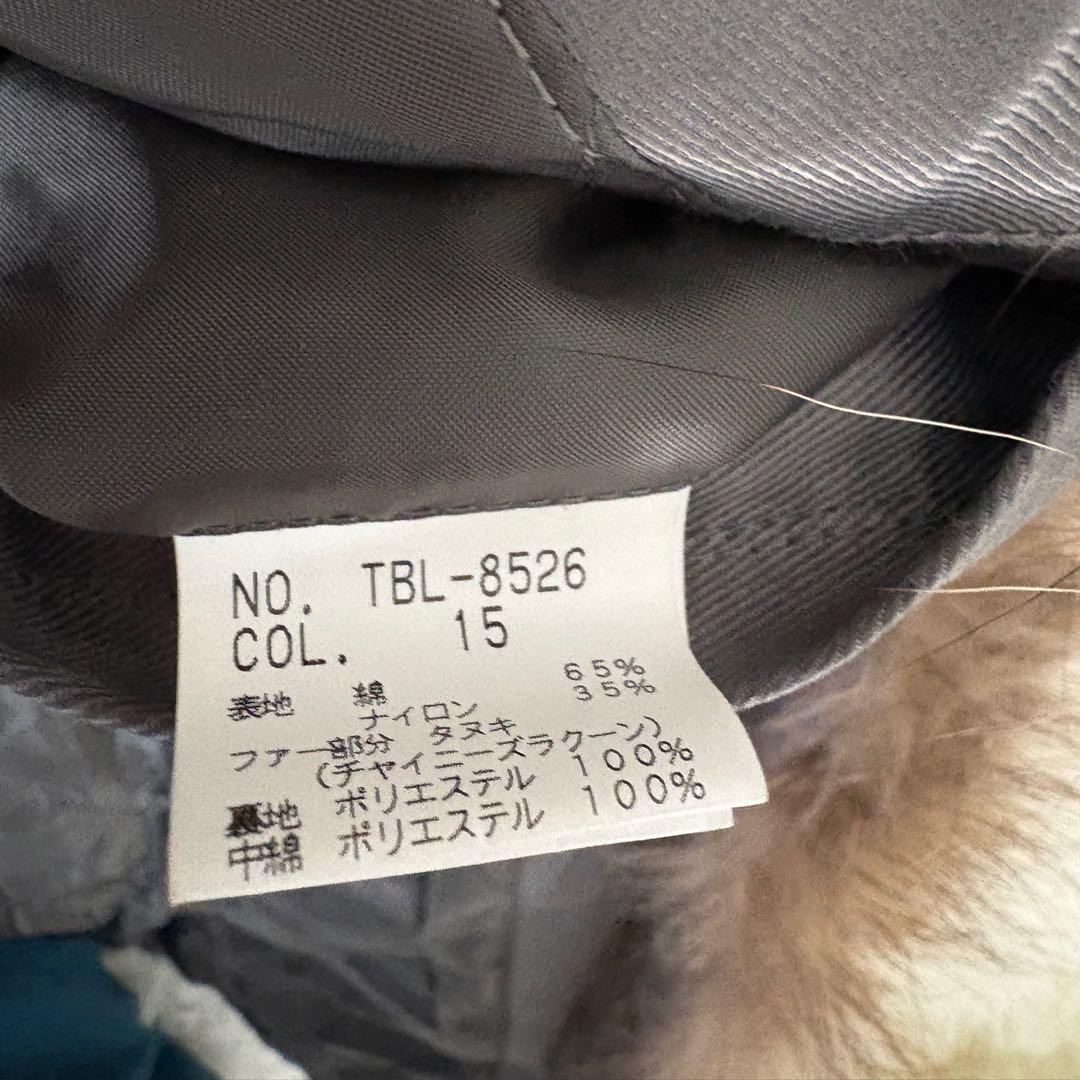 NO. TBL-8526
COL. 15
表地 綿 65%
ナイロン 35%
ファー部分 タヌキ
(チャイニーズラクーン)
裏地 ポリエステル 100%
中綿 ポリエステル 100%